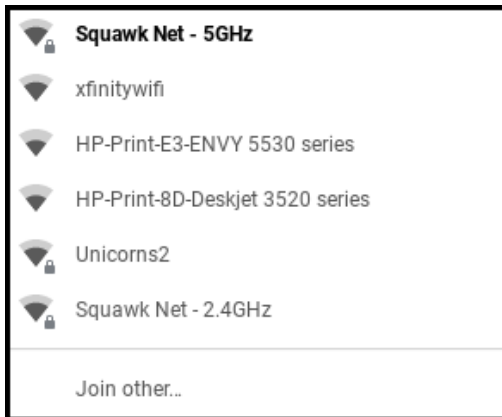 Squawk Net - 5GHz
xfinitywifi
HP-Print-E3-ENVY 5530 series
HP-Print-8D-Deskjet 3520 series
Unicorns2
Squawk Net - 2.4GHz
Join other...